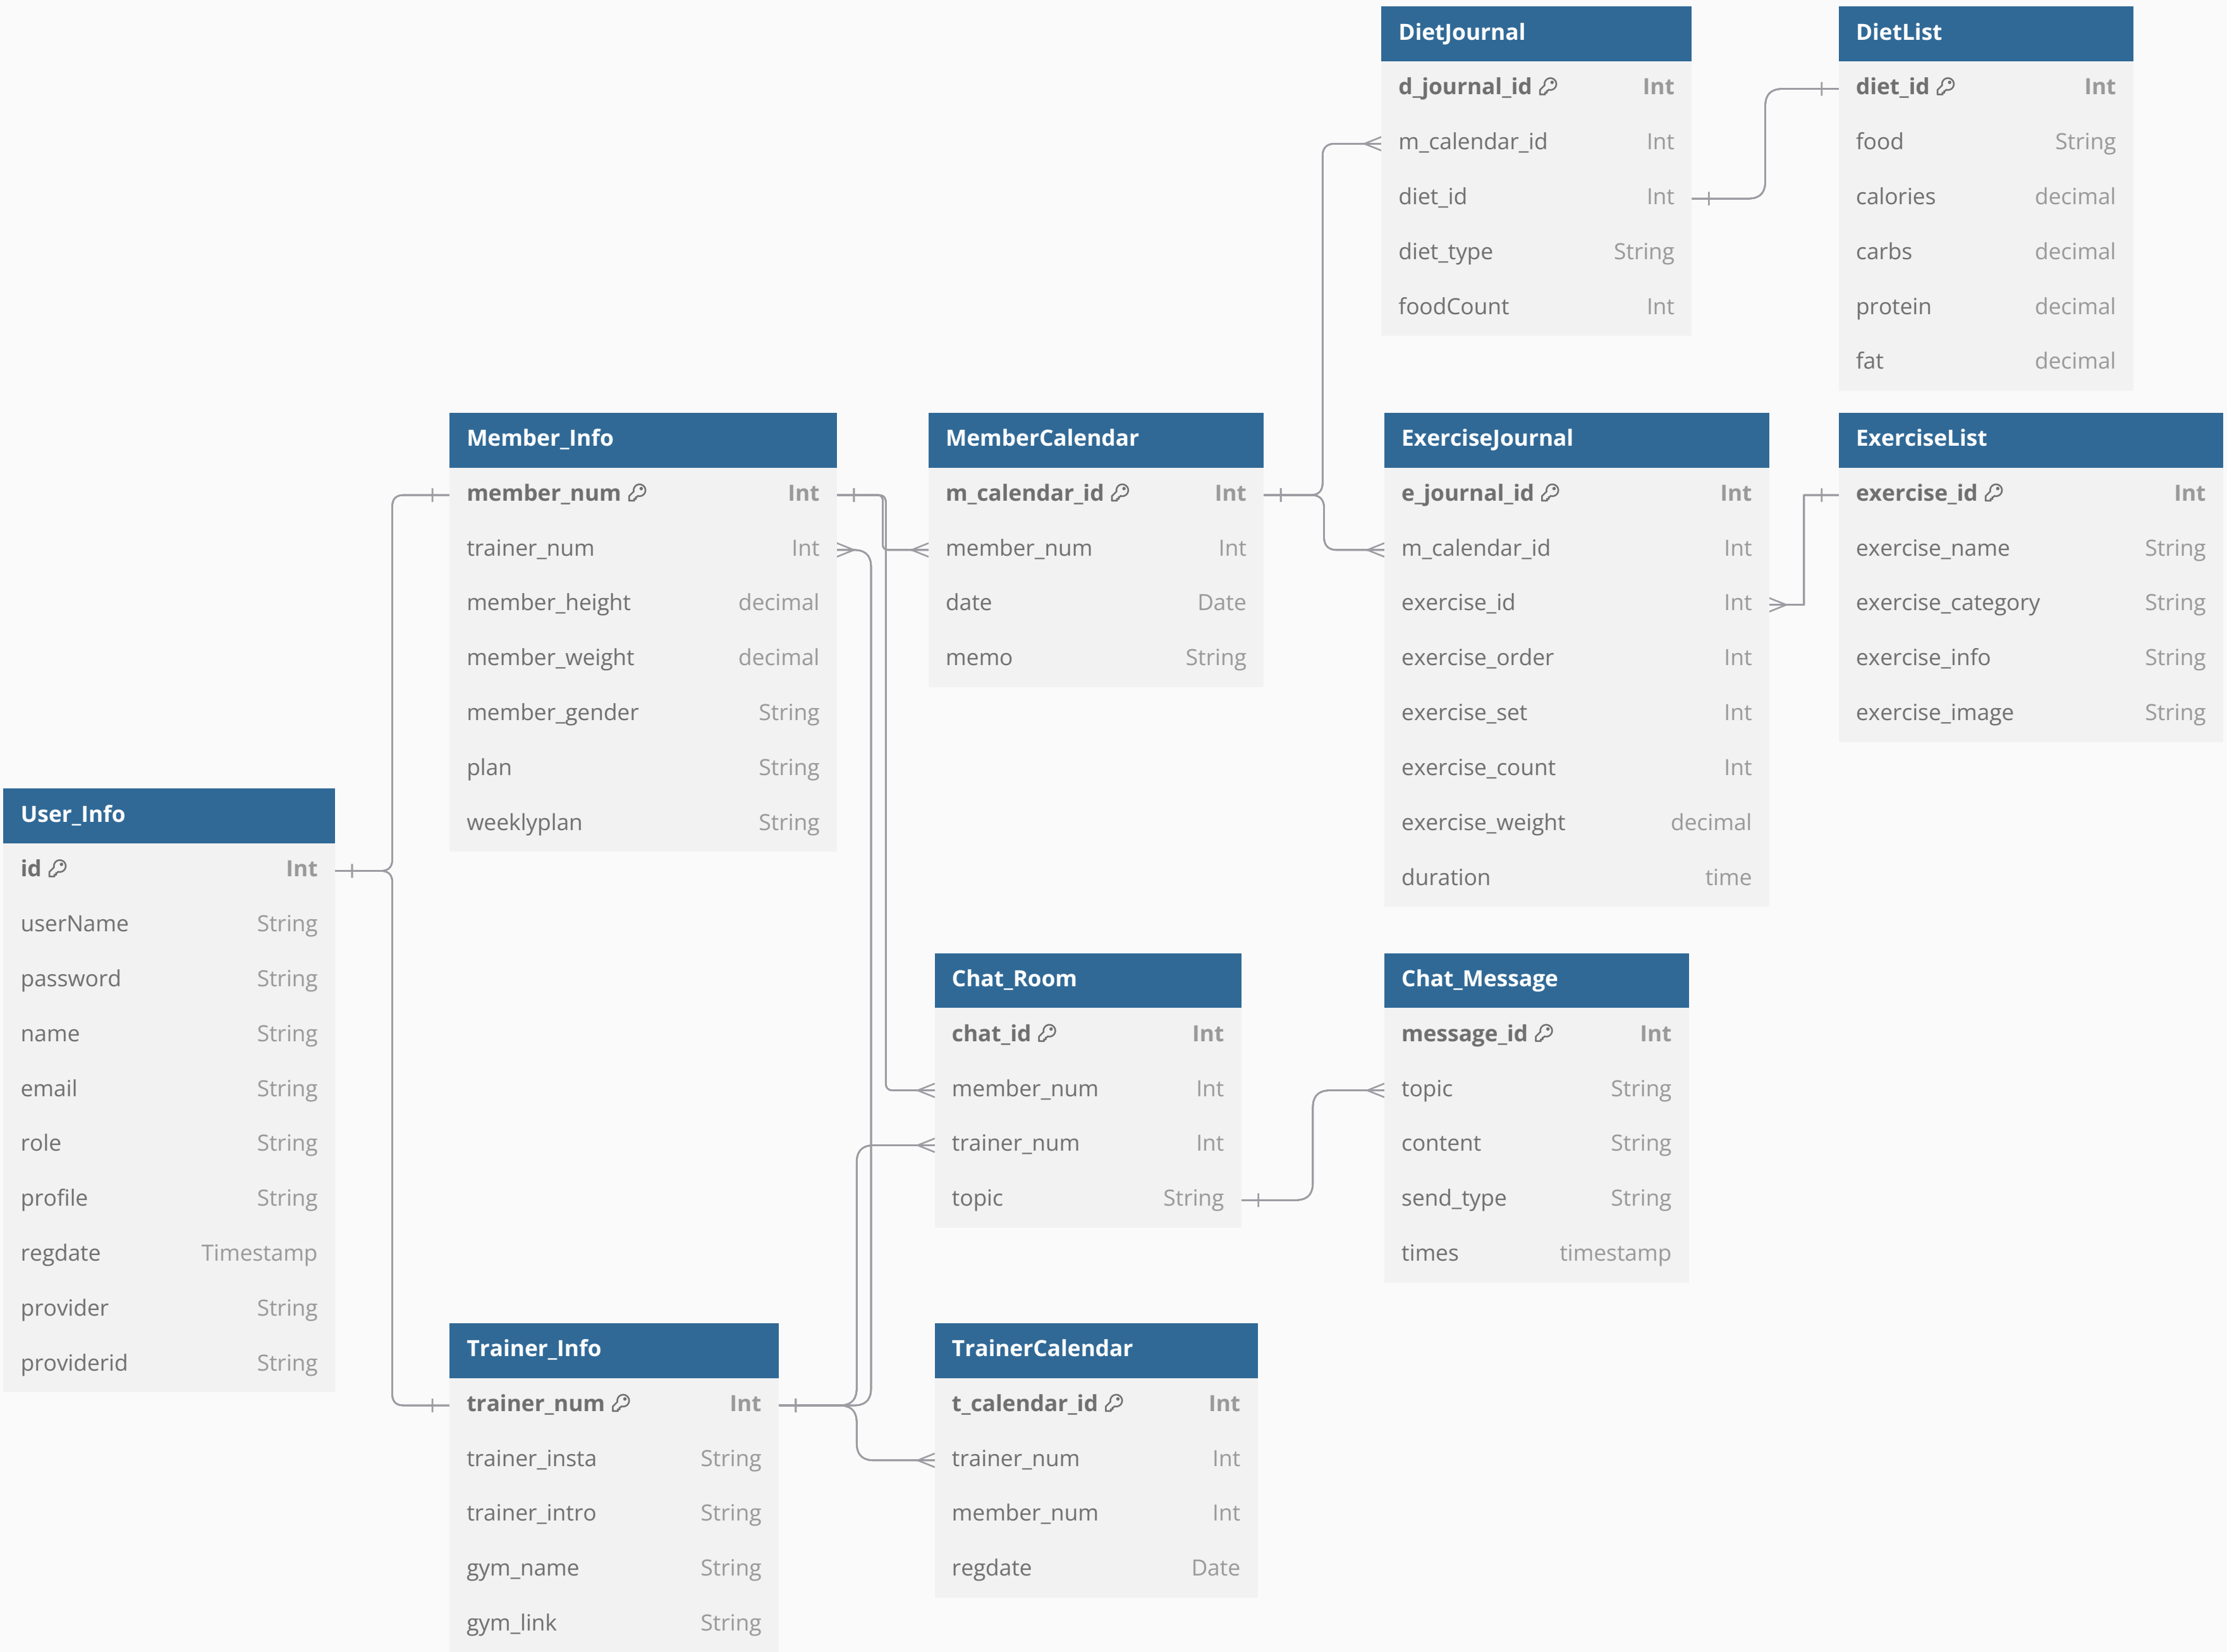 DietJournal
d_journal_id Int
m_calendar_id Int
diet_id Int
diet_type String
foodCount Int
DietList
diet_id Int
food String
calories decimal
carbs decimal
protein decimal
fat decimal
Member_Info
member_num Int
trainer_num Int
member_height decimal
member_weight decimal
member_gender String
plan String
weeklyplan String
MemberCalendar
m_calendar_id Int
member_num Int
date Date
memo String
ExerciseJournal
e_journal_id Int
m_calendar_id Int
exercise_id Int
exercise_order Int
exercise_set Int
exercise_count Int
exercise_weight decimal
duration time
ExerciseList
exercise_id Int
exercise_name String
exercise_category String
exercise_info String
exercise_image String
User_Info
id Int
userName String
password String
name String
email String
role String
profile String
regdate Timestamp
provider String
providerid String
Chat_Room
chat_id Int
member_num Int
trainer_num Int
topic String
Chat_Message
message_id Int
topic String
content String
send_type String
times timestamp
Trainer_Info
trainer_num Int
trainer_insta String
trainer_intro String
gym_name String
gym_link String
TrainerCalendar
t_calendar_id Int
trainer_num Int
member_num Int
regdate Date